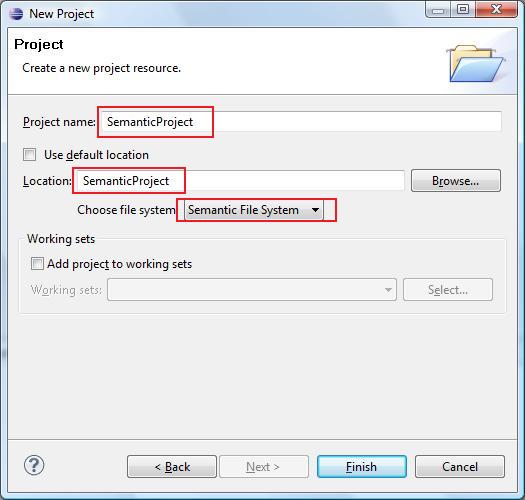 New Project
Project
Create a new project resource.
Project name: SemanticProject
Use default location
Location: SemanticProject Browse...
Choose file system Semantic File System
Working sets
Add project to working sets
Working sets: Select...
? < Back Next > Finish Cancel